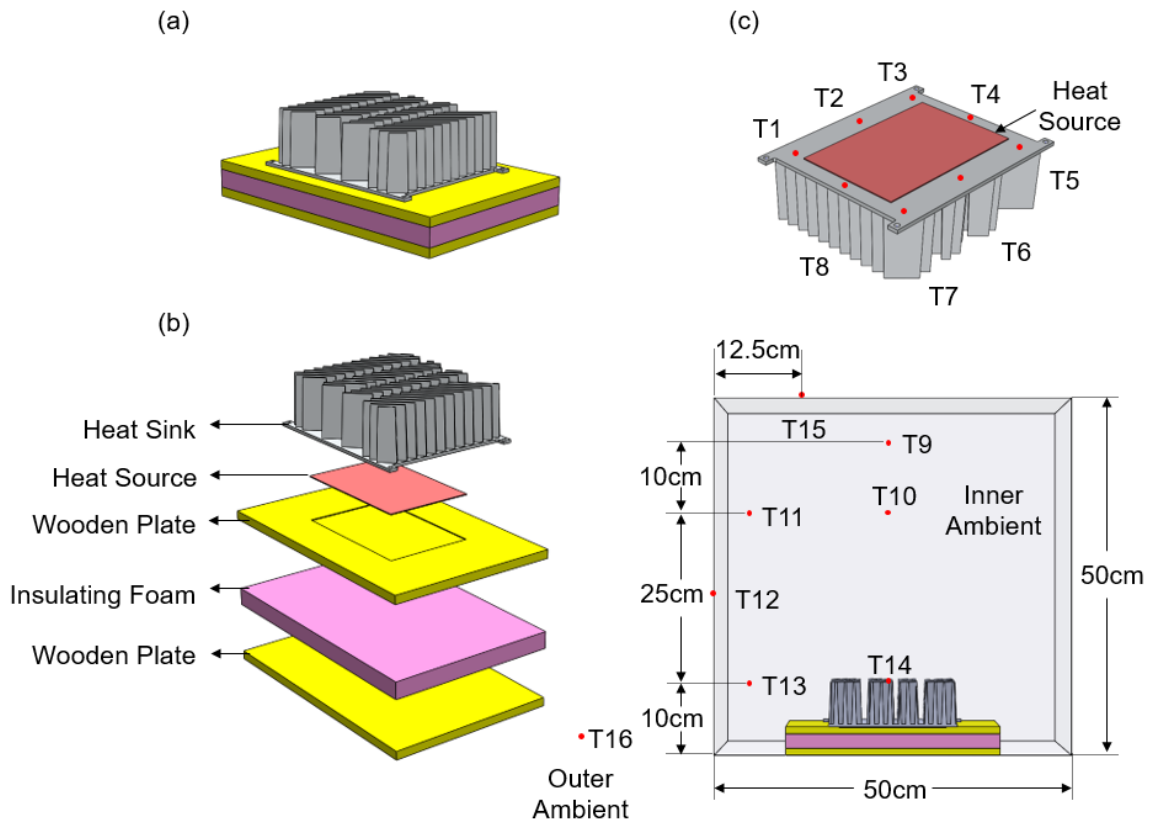 (a)
(b)
Heat Sink
Heat Source
Wooden Plate
Insulating Foam
Wooden Plate
(c)
T3
T2
T4
Heat
Source
T1
T5
T6
T8
T7
12.5cm
T15
T9
10cm
T10
Inner
Ambient
T11
25cm
T12
50cm
T14
T13
10cm
T16
Outer
Ambient
50cm